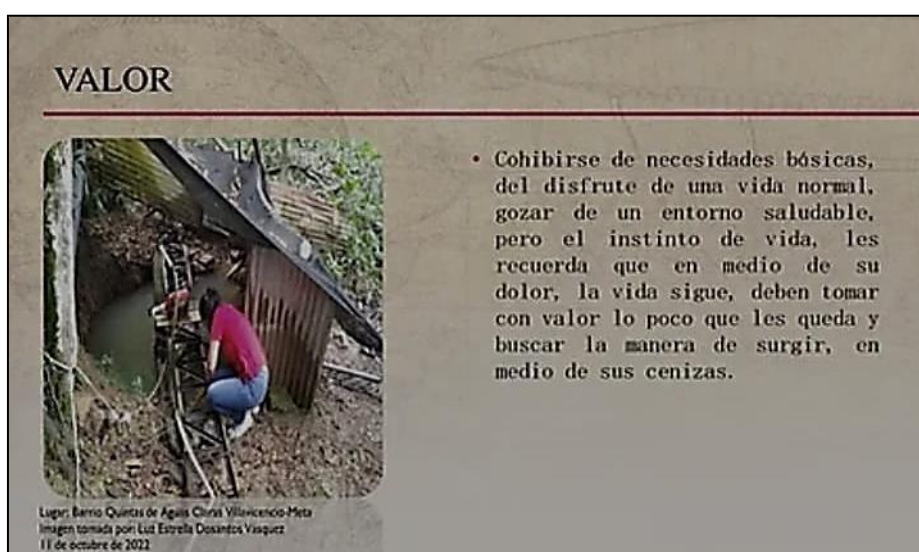 VALOR
• Cohibirse de necesidades básicas,
del disfrute de una vida normal,
gozar de un entorno saludable,
pero el instinto de vida, les
recuerda que en medio de su
dolor, la vida sigue, deben tomar
con valor lo poco que les queda y
buscar la manera de surgir, en
medio de sus cenizas.
Lugar: Barrio Quintas de Aguas Claras Villavicencio-Meta
Imagen tomada por: Luz Estrella Dosantos Vasquez
11 de octubre de 2022